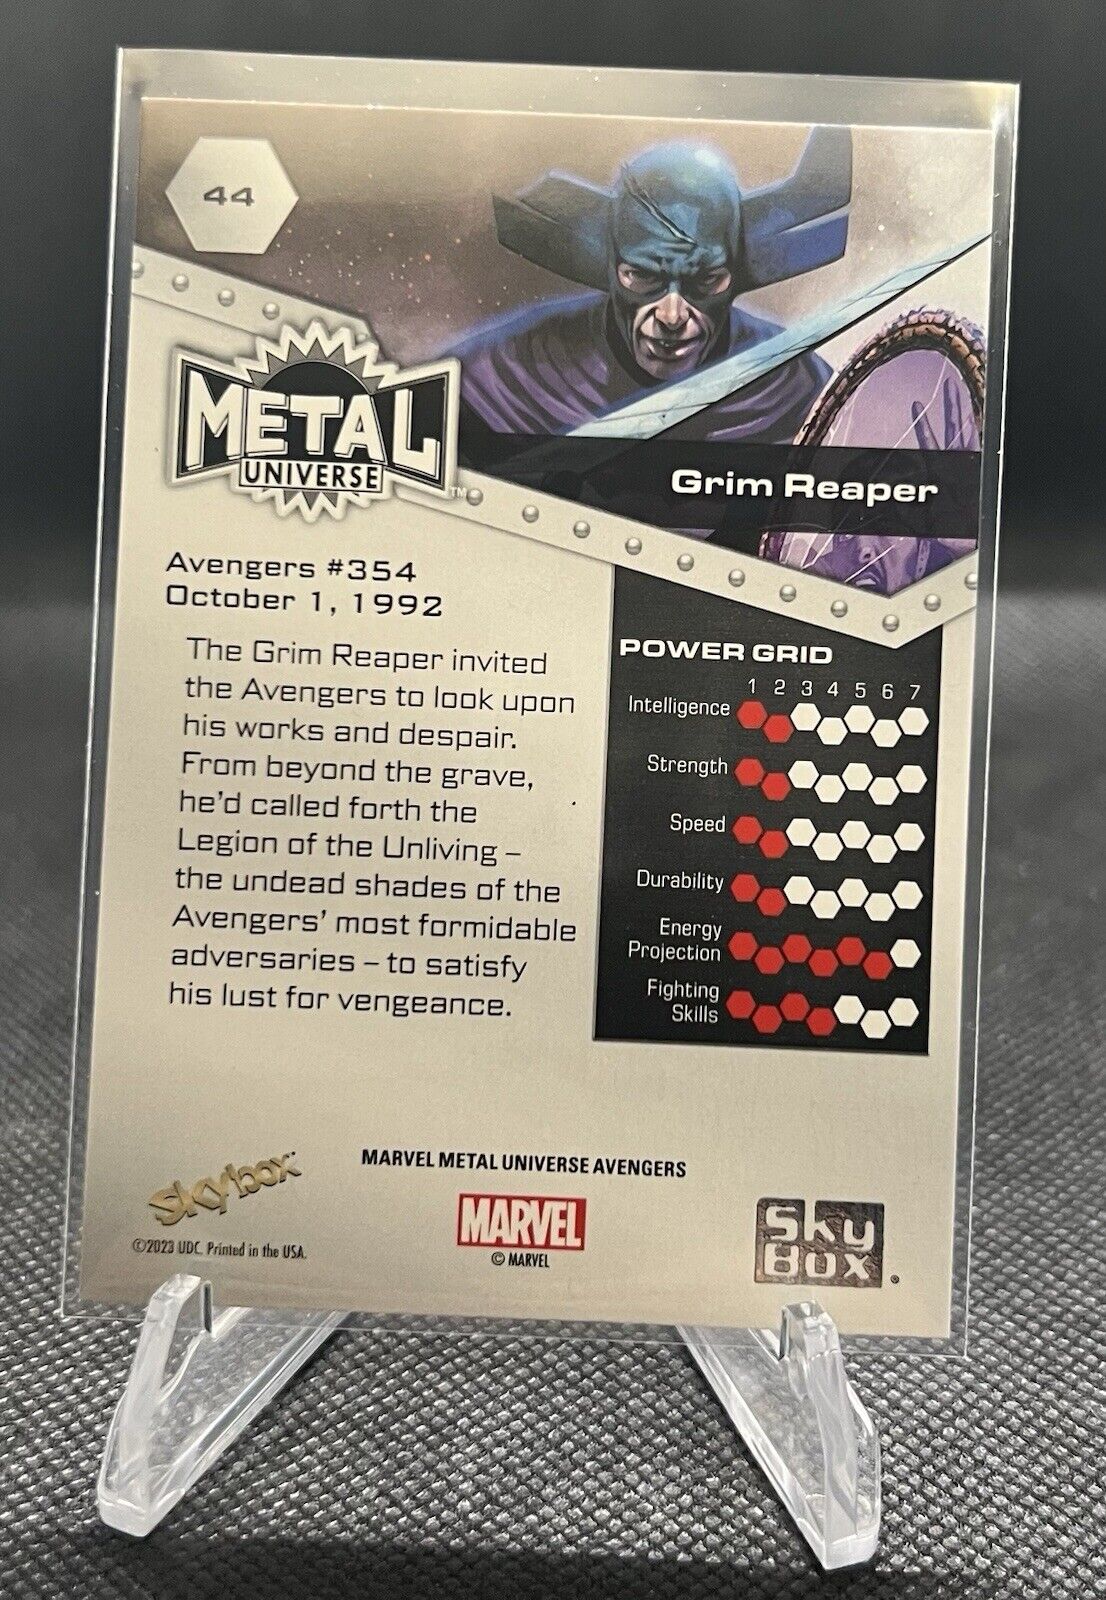 44
METAL
UNIVERSE
TM
Grim Reaper
Avengers #354
October 1, 1992
The Grim Reaper invited
the Avengers to look upon
his works and despair.
From beyond the grave,
he'd called forth the
Legion of the Unliving –
the undead shades of the
Avengers' most formidable
adversaries – to satisfy
his lust for vengeance.
POWER GRID
1 2 3 4 5 6 7
Intelligence
Strength
Speed
Durability
Energy
Projection
Fighting
Skills
MARVEL METAL UNIVERSE AVENGERS
Skybox
©2023 UDC. Printed in the USA.
MARVEL
© MARVEL
Sky
Box
®